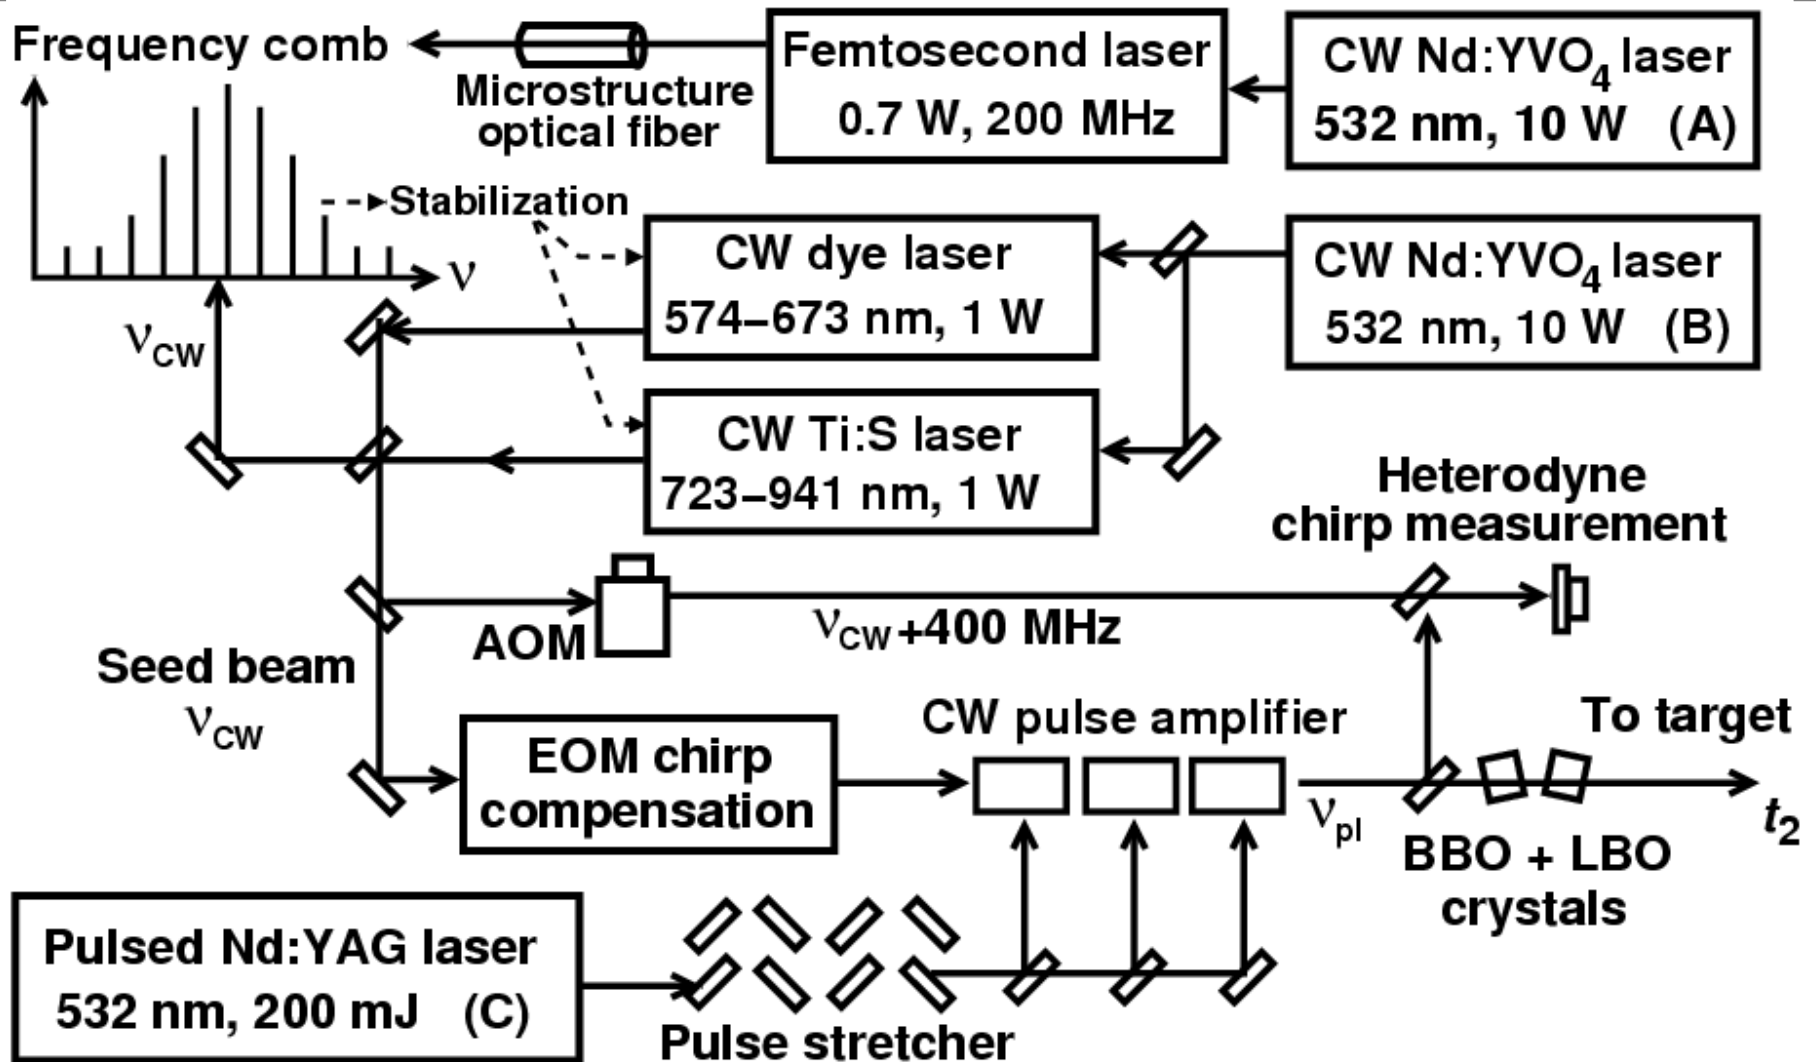 Frequency comb
Microstructure
optical fiber
Femtosecond laser
0.7 W, 200 MHz
CW Nd:YVO4 laser
532 nm, 10 W (A)
Stabilization
ν
CW dye laser
574–673 nm, 1 W
CW Nd:YVO4 laser
532 nm, 10 W (B)
νCW
CW Ti:S laser
723–941 nm, 1 W
Heterodyne
chirp measurement
AOM
νCW+400 MHz
Seed beam
νCW
EOM chirp
compensation
CW pulse amplifier
To target
νpl
t2
BBO + LBO
crystals
Pulsed Nd:YAG laser
532 nm, 200 mJ (C)
Pulse stretcher